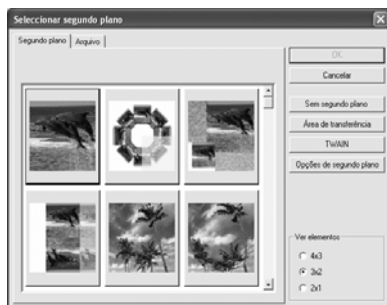 Seleccionar segundo plano
Segundo plano
Arquivo
OK
Cancelar
Sem segundo plano
Área de transferência
TWAIN
Opções de segundo plano
Ver elementos
4x3
3x2
2x1